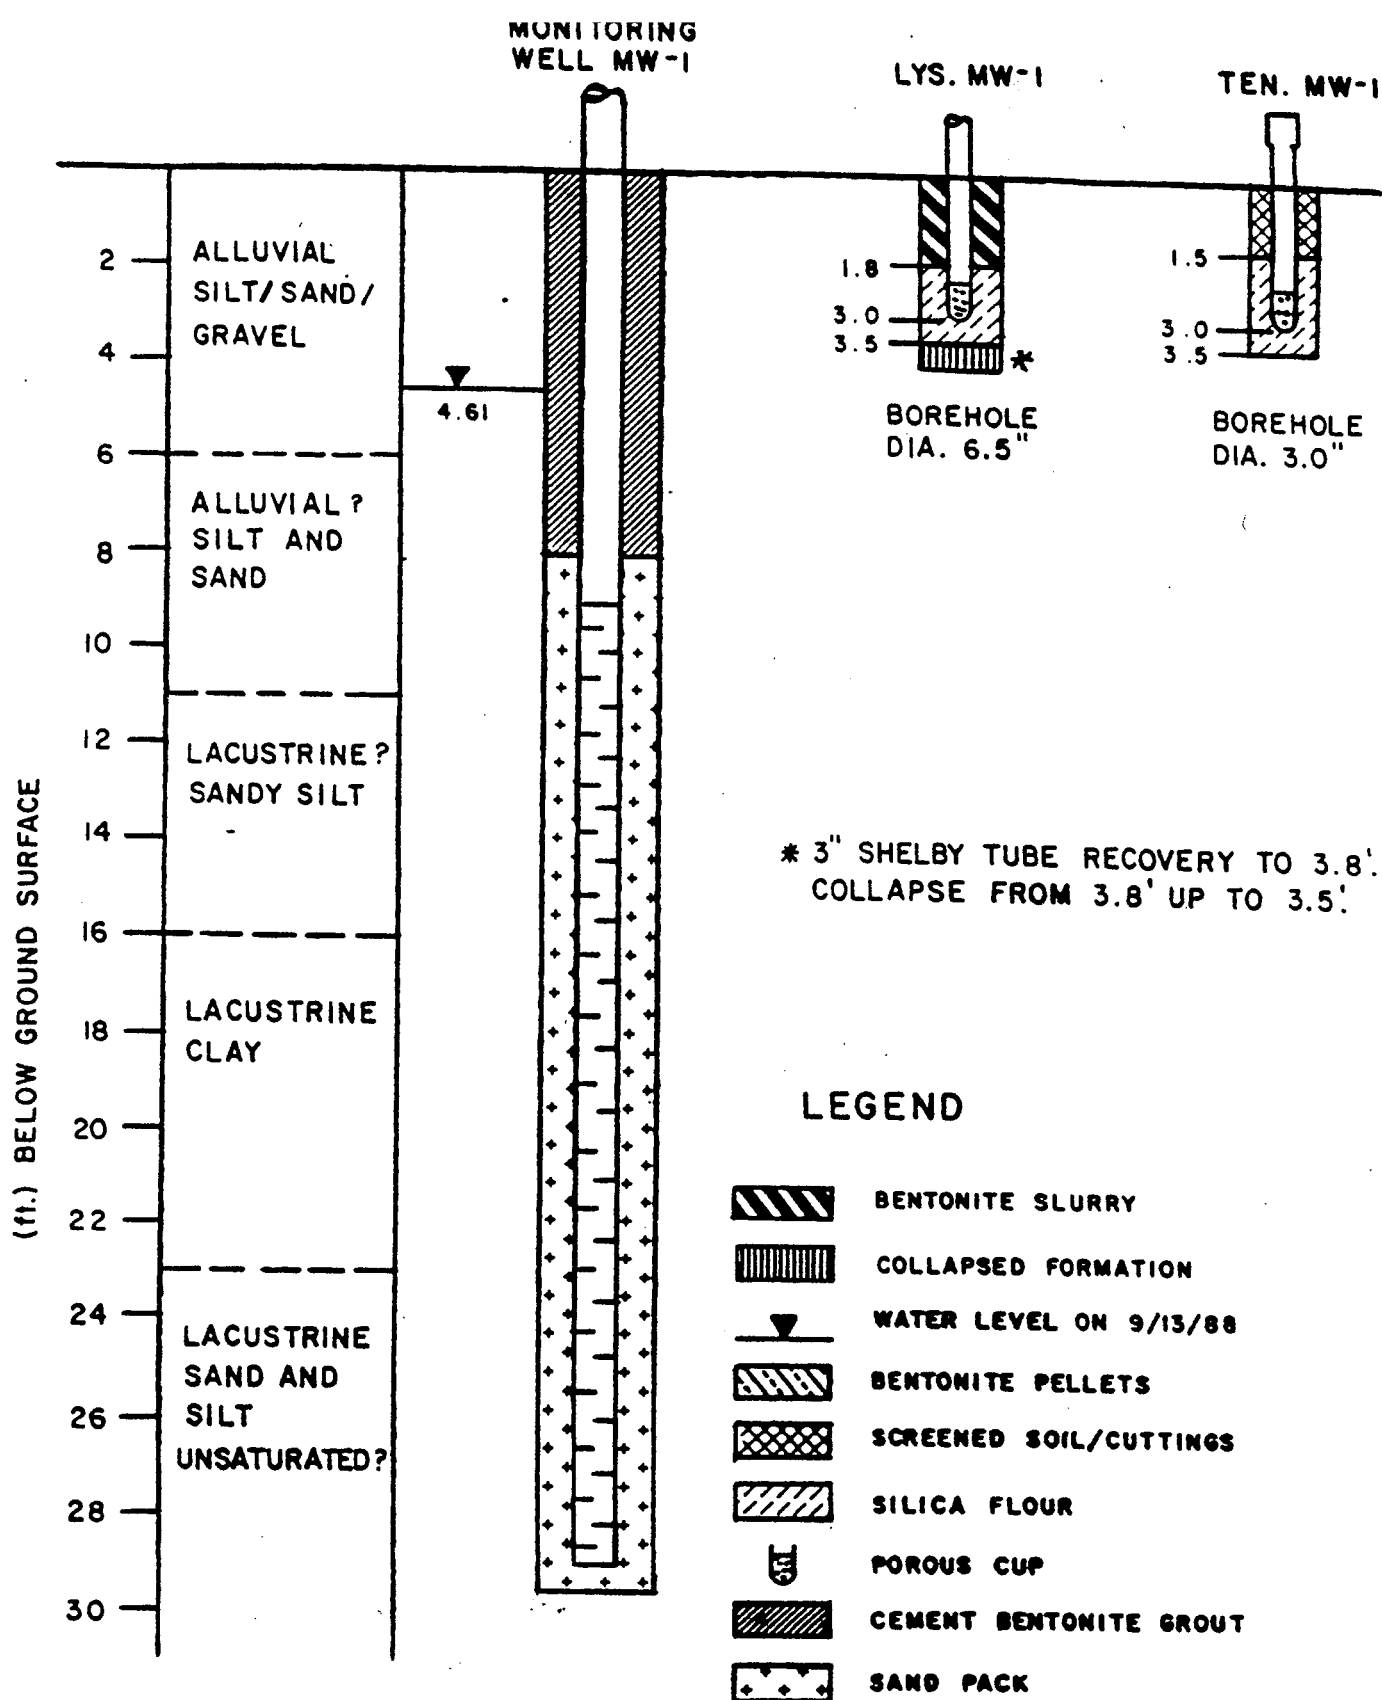 MONITORING
WELL MW-1
LYS. MW-1
TEN. MW-1
2
4
6
8
10
12
14
16
18
20
22
24
26
28
30
(ft.) BELOW GROUND SURFACE
ALLUVIAL
SILT/SAND/
GRAVEL
4.61
ALLUVIAL?
SILT AND
SAND
LACUSTRINE?
SANDY SILT
LACUSTRINE
CLAY
LACUSTRINE
SAND AND
SILT
UNSATURATED?
1.8
3.0
3.5
*
BOREHOLE
DIA. 6.5"
1.5
3.0
3.5
BOREHOLE
DIA. 3.0"
* 3" SHELBY TUBE RECOVERY TO 3.8'.
COLLAPSE FROM 3.8' UP TO 3.5'.
LEGEND
BENTONITE SLURRY
COLLAPSED FORMATION
WATER LEVEL ON 9/13/88
BENTONITE PELLETS
SCREENED SOIL/CUTTINGS
SILICA FLOUR
POROUS CUP
CEMENT BENTONITE GROUT
SAND PACK